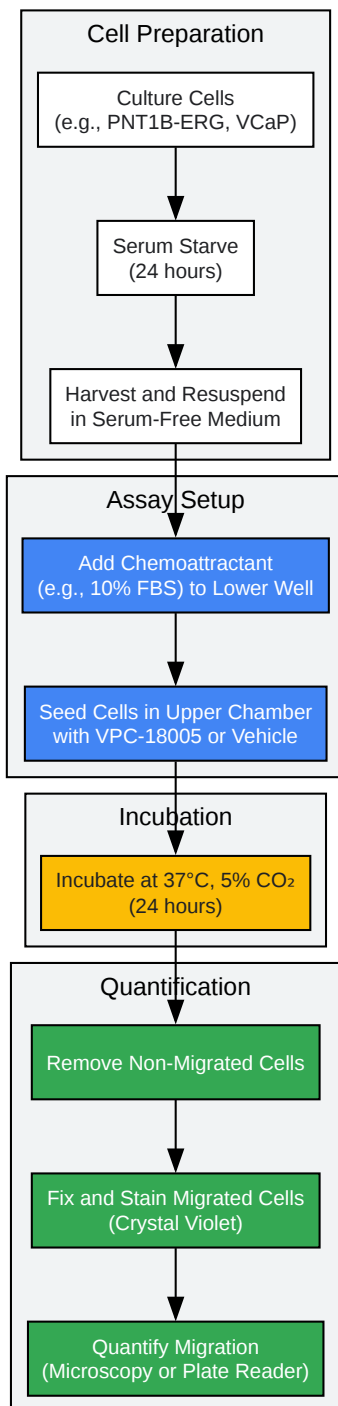 Cell Preparation
Culture Cells
(e.g., PNT1B-ERG, VCaP)
Serum Starve
(24 hours)
Harvest and Resuspend
in Serum-Free Medium
Assay Setup
Add Chemoattractant
(e.g., 10% FBS) to Lower Well
Seed Cells in Upper Chamber
with VPC-18005 or Vehicle
Incubation
Incubate at 37°C, 5% CO₂
(24 hours)
Quantification
Remove Non-Migrated Cells
Fix and Stain Migrated Cells
(Crystal Violet)
Quantify Migration
(Microscopy or Plate Reader)